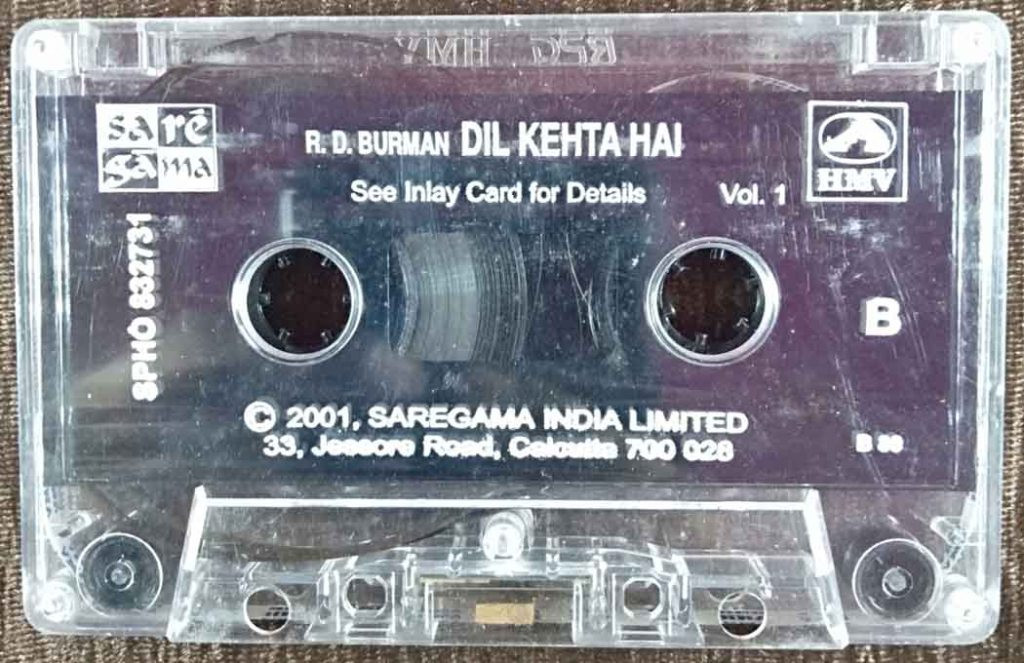 sa rē
ga ma
R. D. BURMAN DIL KEHTA HAI
HMV
See Inlay Card for Details
Vol. 1
SPHO 832731
B
© 2001, SAREGAMA INDIA LIMITED
33, Jessore Road, Calcutta 700 028